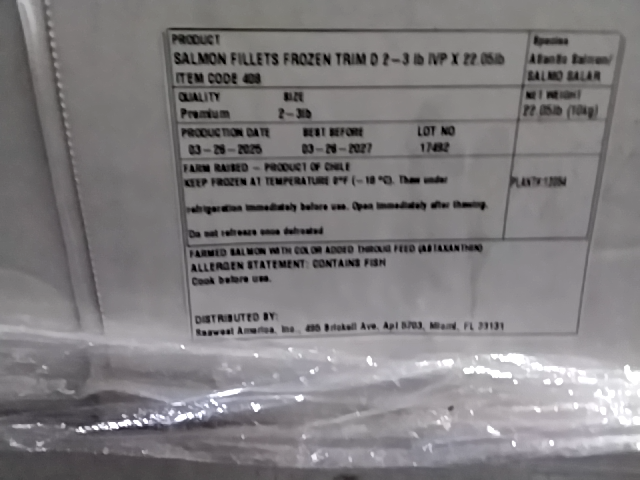 PRODUCT
SALMON FILLETS FROZEN TRIM D 2-3 lb IVP X 22.05lb
ITEM CODE 408
Species
Atlantic Salmon/
SALMO SALAR
QUALITY SIZE
Premium 2-3lb
NET WEIGHT
22.05lb (10kg)
PRODUCTION DATE BEST BEFORE LOT NO
03-26-2025 03-26-2027 17482
FARM RAISED - PRODUCT OF CHILE
KEEP FROZEN AT TEMPERATURE 0°F (-18 °C). Thaw under
refrigeration immediately before use. Open immediately after thawing.
Do not refreeze once defrosted
PLANT# 12094
FARMED SALMON WITH COLOR ADDED THROUG FEED (ASTAXANTHIN)
ALLERGEN STATEMENT: CONTAINS FISH
Cook before use.
DISTRIBUTED BY:
America, Inc., 495 Brickell Ave, Apt 5703, Miami, FL